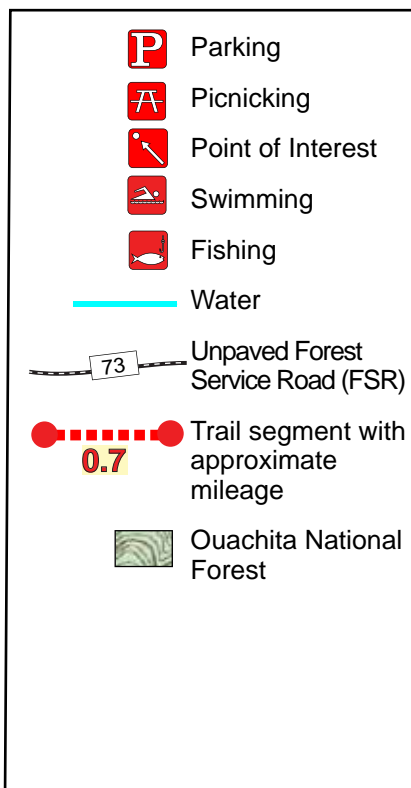 P Parking
Picnicking
Point of Interest
Swimming
Fishing
Water
73 Unpaved Forest
Service Road (FSR)
Trail segment with
0.7 approximate
mileage
Ouachita National
Forest